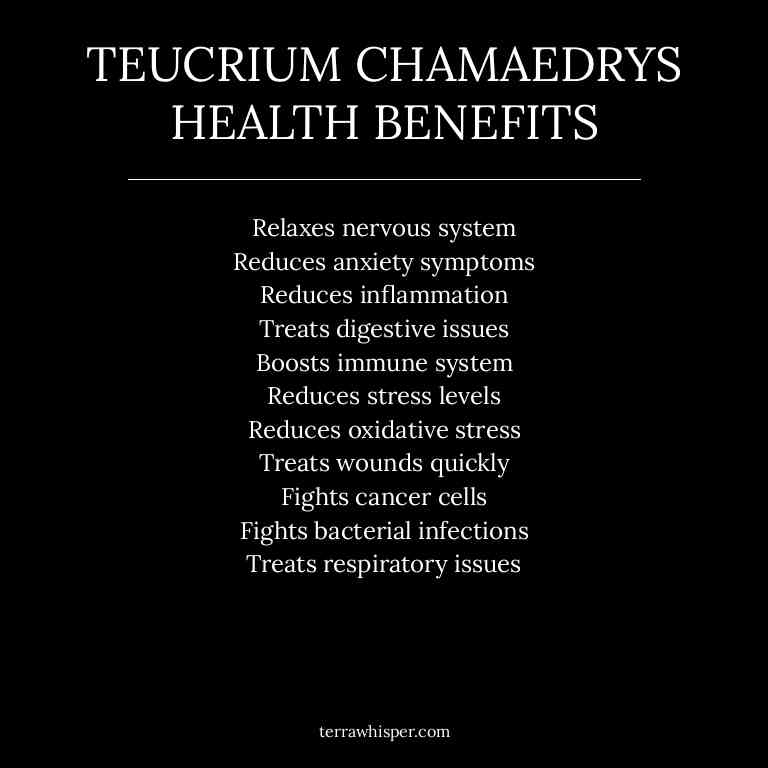 TEUCRIUM CHAMAEDRYS
HEALTH BENEFITS
Relaxes nervous system
Reduces anxiety symptoms
Reduces inflammation
Treats digestive issues
Boosts immune system
Reduces stress levels
Reduces oxidative stress
Treats wounds quickly
Fights cancer cells
Fights bacterial infections
Treats respiratory issues
terrawhisper.com